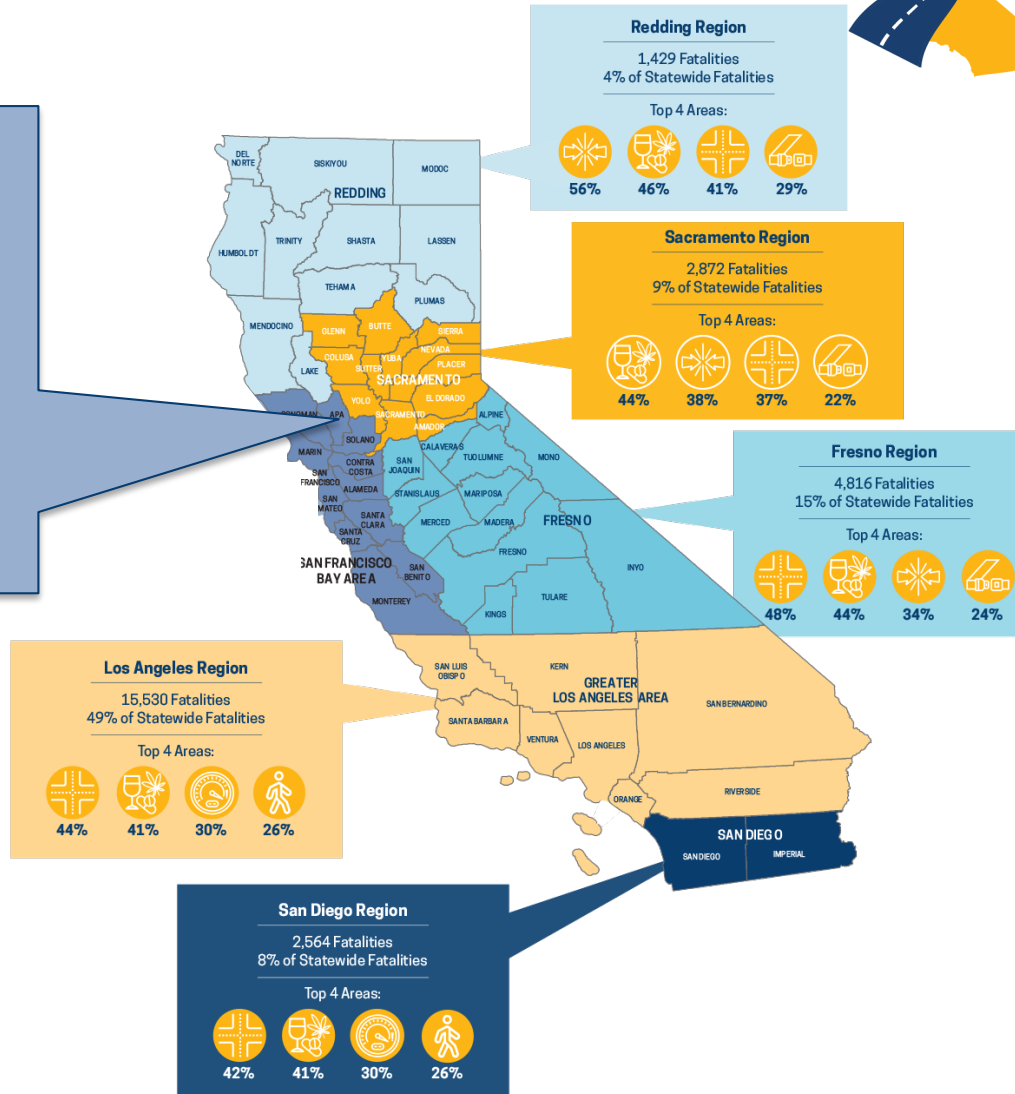 Redding Region
1,429 Fatalities
4% of Statewide Fatalities
Top 4 Areas:
56% 46% 41% 29%
Sacramento Region
2,872 Fatalities
9% of Statewide Fatalities
Top 4 Areas:
44% 38% 37% 22%
Fresno Region
4,816 Fatalities
15% of Statewide Fatalities
Top 4 Areas:
48% 44% 34% 24%
DEL
NORTE
SISKIYOU
MODOC
REDDING
HUMBOLDT
TRINITY
SHASTA
LASSEN
TEHAMA
PLUMAS
MENDOCINO
GLENN
BUTTE
SIERRA
COLUSA
YUBA
NEVADA
LAKE
SUTTER
PLACER
SACRAMENTO
YOLO
EL DORADO
SACRAMENTO
AMADOR
ALPINE
SONOMA
NAPA
SOLANO
MARIN
CONTRA
COSTA
SAN
JOAQUIN
CALAVERAS
TUOLUMNE
MONO
SAN
FRANCISCO
ALAMEDA
STANISLAUS
MARIPOSA
SAN
MATEO
SANTA
CLARA
MERCED
MADERA
FRESNO
SANTA
CRUZ
FRESNO
SAN FRANCISCO
BAY AREA
SAN
BENITO
INYO
MONTEREY
KINGS
TULARE
SAN LUIS
OBISPO
KERN
GREATER
LOS ANGELES AREA
SAN BERNARDINO
SANTA BARBARA
VENTURA
LOS ANGELES
ORANGE
RIVERSIDE
SAN DIEGO
SAN DIEGO
IMPERIAL
Los Angeles Region
15,530 Fatalities
49% of Statewide Fatalities
Top 4 Areas:
44% 41% 30% 26%
San Diego Region
2,564 Fatalities
8% of Statewide Fatalities
Top 4 Areas:
42% 41% 30% 26%